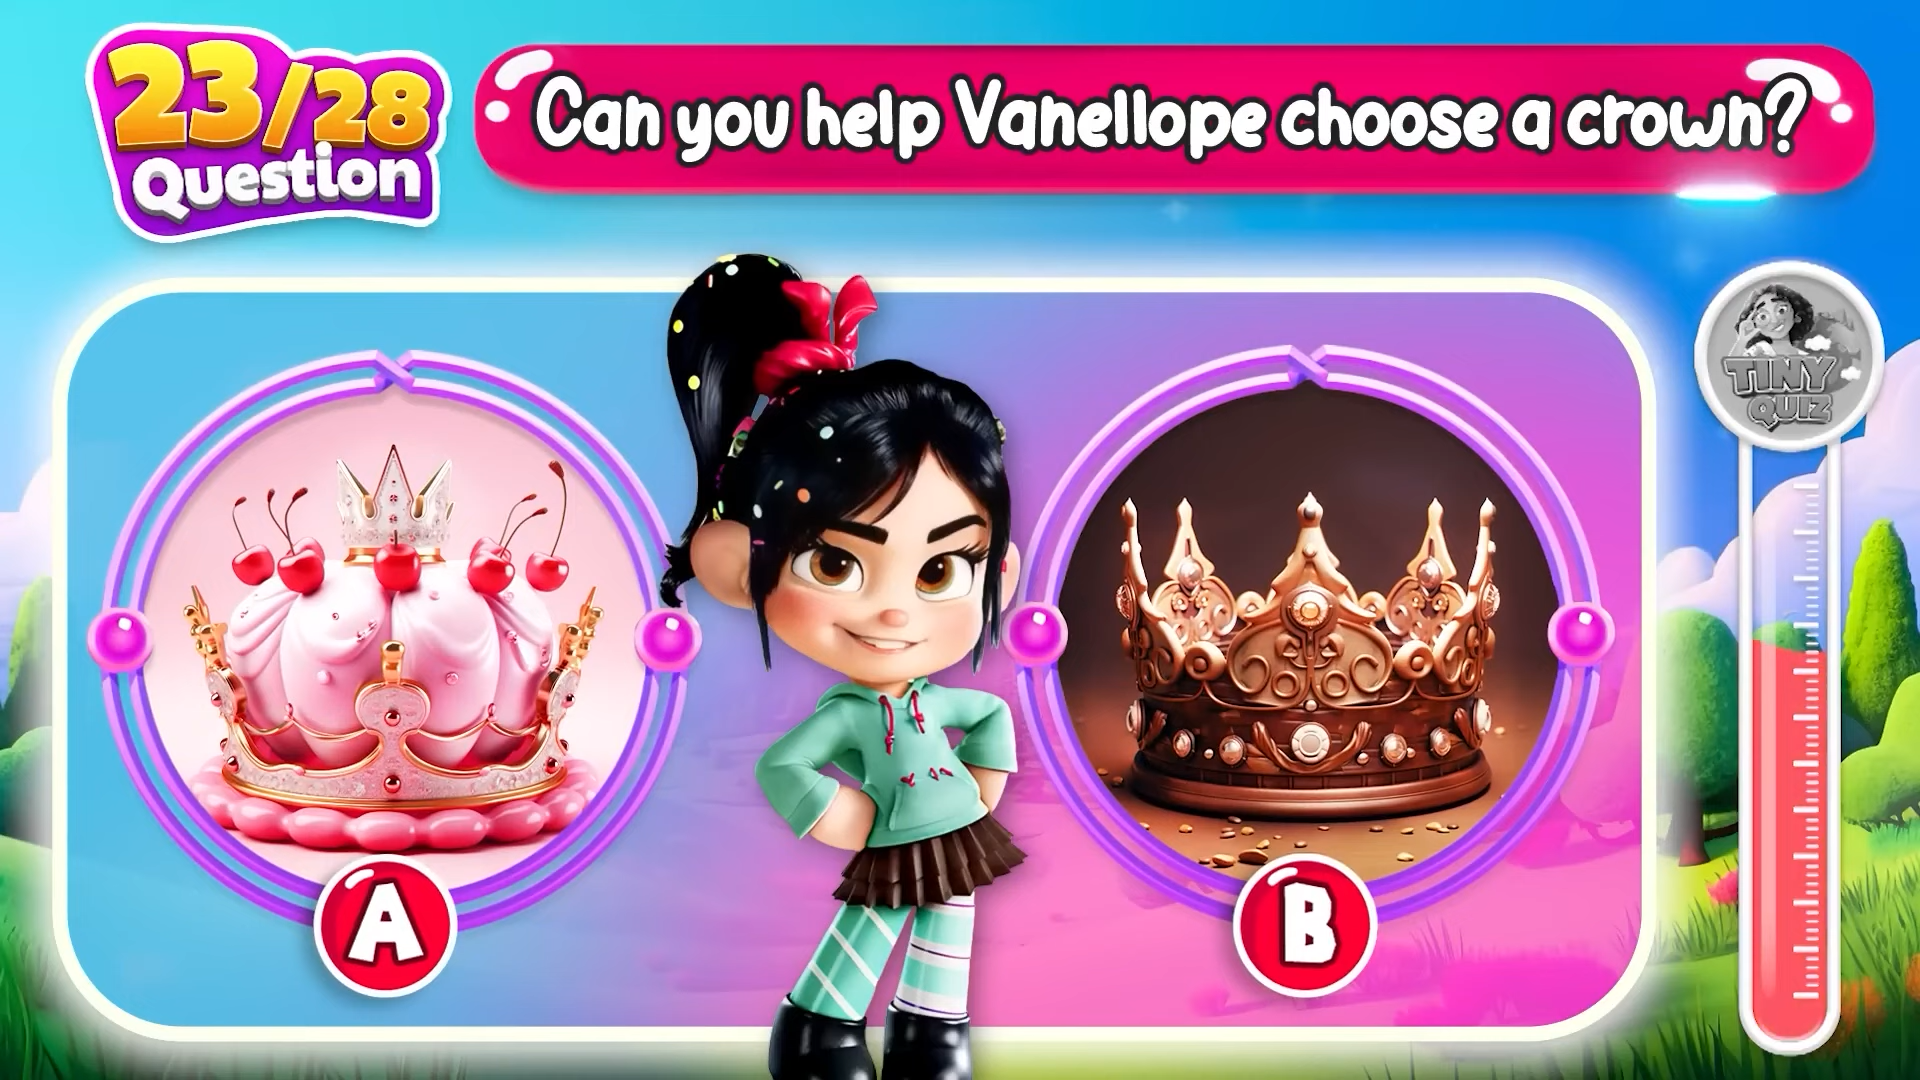 23/28
Question
Can you help Vanellope choose a crown?
TINY
QUIZ
A
B